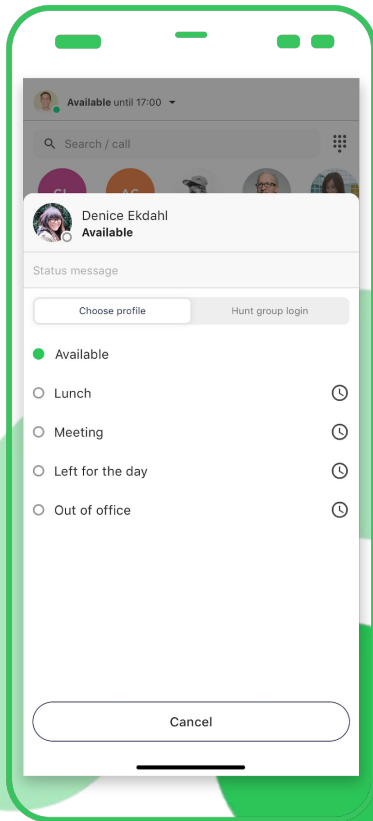 Available until 17:00
Search / call
Denice Ekdahl
Available
Status message
Choose profile
Hunt group login
Available
Lunch
Meeting
Left for the day
Out of office
Cancel